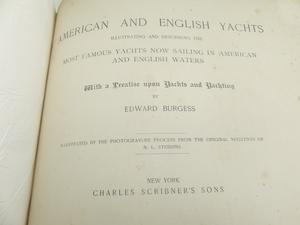 AMERICAN AND ENGLISH YACHTS
ILLUSTRATING AND DESCRIBING THE
MOST FAMOUS YACHTS NOW SAILING IN AMERICAN
AND ENGLISH WATERS
With a Treatise upon Yachts and Yachting
BY
EDWARD BURGESS
ILLUSTRATED BY THE PHOTOGRAVURE PROCESS FROM THE ORIGINAL NEGATIVES OF
N. L. STEBBINS
NEW YORK
CHARLES SCRIBNER'S SONS